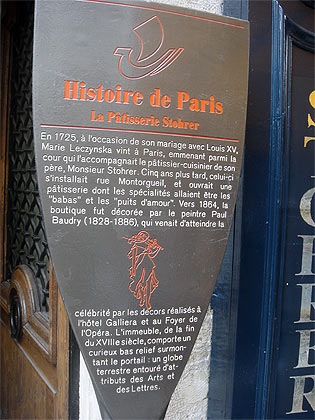 Histoire de Paris
La Pâtisserie Stohrer
En 1725, à l'occasion de son mariage avec Louis XV,
Marie Leczynska vint à Paris, emmenant parmi la
cour qui l'accompagnait le pâtissier-cuisinier de son
père, Monsieur Stohrer. Cinq ans plus tard, celui-ci
s'installait rue Montorgueil, et ouvrait une
pâtisserie dont les spécialités allaient être les
"babas" et les "puits d'amour". Vers 1864, la
boutique fut décorée par le peintre Paul
Baudry (1828-1886), qui venait d'atteindre la
célébrité par les décors réalisés à
l'hôtel Galliera et au Foyer de
l'Opéra. L'immeuble, de la fin
du XVIIIe siècle, comporte un
curieux bas relief surmon-
tant le portail : un globe
terrestre entouré d'at-
tributs des Arts et
des Lettres.